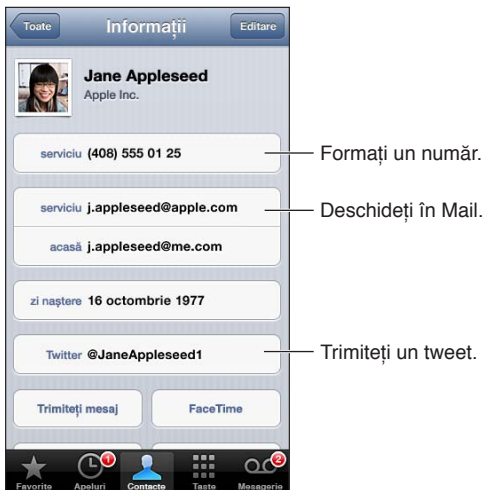 Toate Informații Editare
Jane Appleseed
Apple Inc.
serviciu (408) 555 01 25
Formați un număr.
serviciu j.appleseed@apple.com
Deschideți în Mail.
acasă j.appleseed@me.com
zi naștere 16 octombrie 1977
Twitter @JaneAppleseed1
Trimiteți un tweet.
Trimiteți mesaj FaceTime
1 2
Favorite Apeluri Contacte Taste Mesagerie